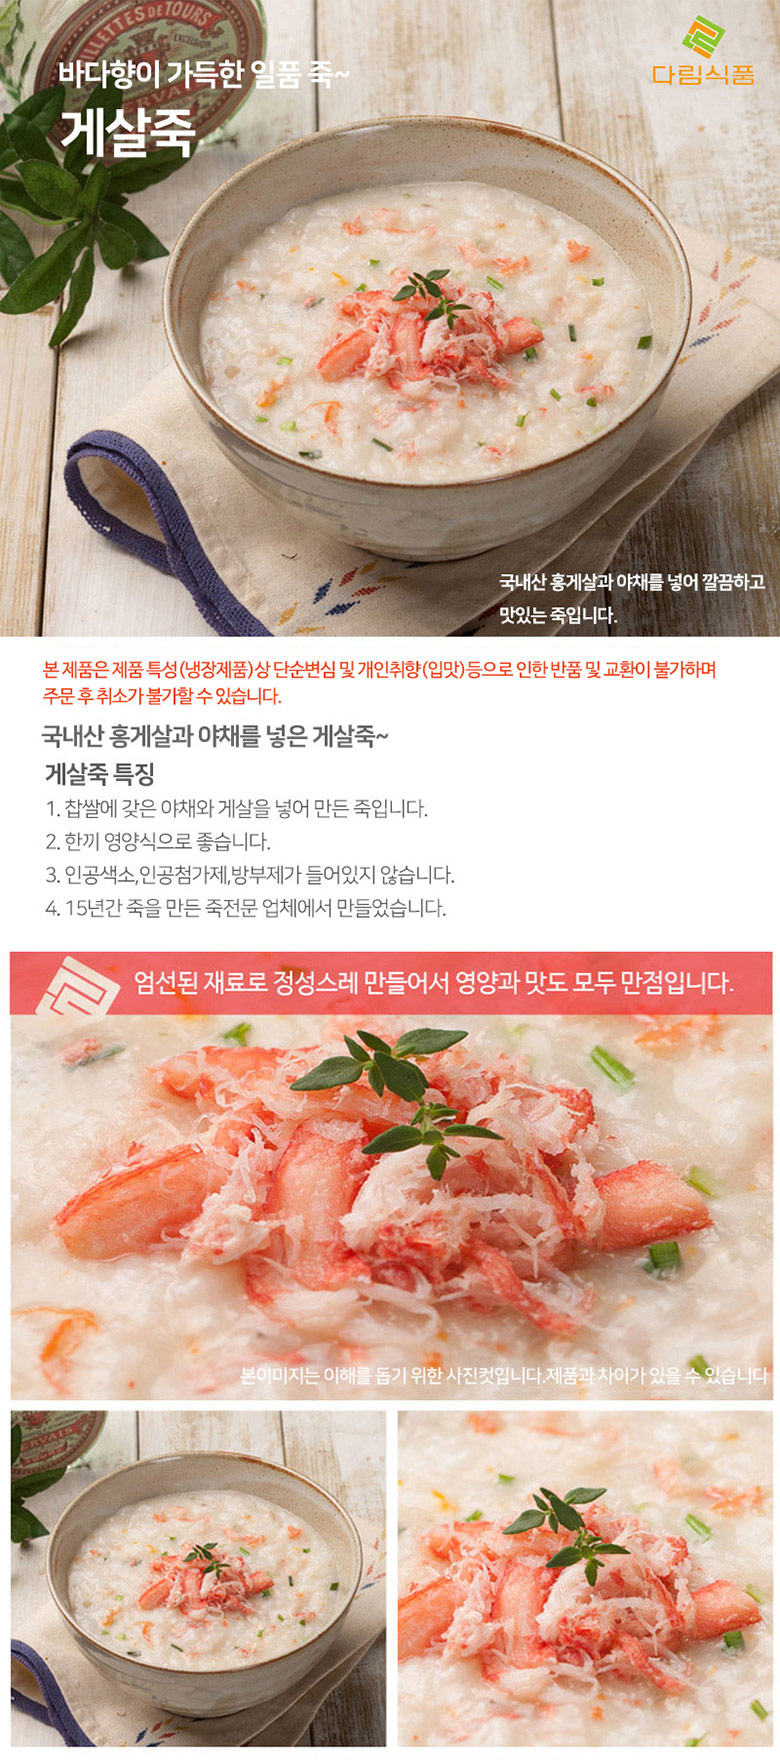 ILLETTES DE TOURS
EXCELSIOR
바다향이 가득한 일품 죽~
게살죽
다림식품
국내산 홍게살과 야채를 넣어 깔끔하고
맛있는 죽입니다.
본 제품은 제품 특성(냉장제품)상 단순변심 및 개인취향(입맛) 등으로 인한 반품 및 교환이 불가하며
주문 후 취소가 불가할 수 있습니다.
국내산 홍게살과 야채를 넣은 게살죽~
게살죽 특징
1. 찹쌀에 갖은 야채와 게살을 넣어 만든 죽입니다.
2. 한끼 영양식으로 좋습니다.
3. 인공색소,인공첨가제,방부제가 들어있지 않습니다.
4. 15년간 죽을 만든 죽전문 업체에서 만들었습니다.
엄선된 재료로 정성스레 만들어서 영양과 맛도 모두 만점입니다.
본이미지는 이해를 돕기 위한 사진컷입니다.제품과 차이가 있을 수 있습니다
ERVAIS